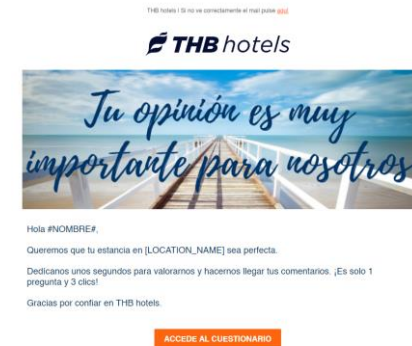 THB hotels | Si no ve correctamente el mail pulse aquí.
THB hotels
Tu opinión es muy
importante para nosotros
Hola #NOMBRE#,
Queremos que tu estancia en [LOCATION_NAME] sea perfecta.
Dedícanos unos segundos para valorarnos y hacernos llegar tus comentarios. ¡Es solo 1
pregunta y 3 clics!
Gracias por confiar en THB hotels.
ACCEDE AL CUESTIONARIO